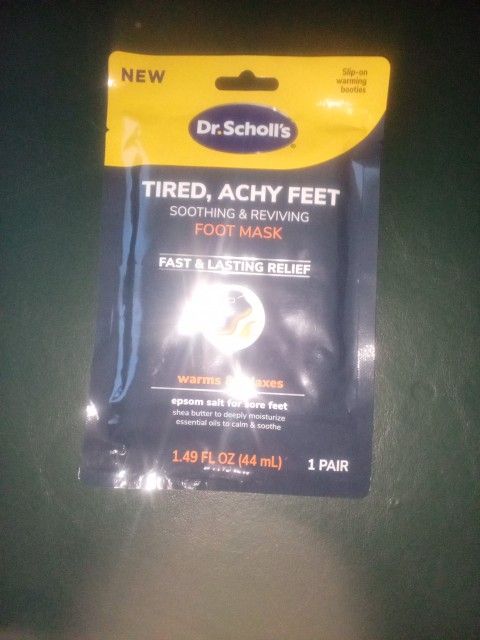 NEW
Slip-on
warming
booties
Dr. Scholl's
TIRED, ACHY FEET
SOOTHING & REVIVING
FOOT MASK
FAST & LASTING RELIEF
warms &
epsom salt for sore feet
shea butter to deeply moisturize
essential oils to calm & soothe
1.49 FL OZ (44 mL)
1 PAIR